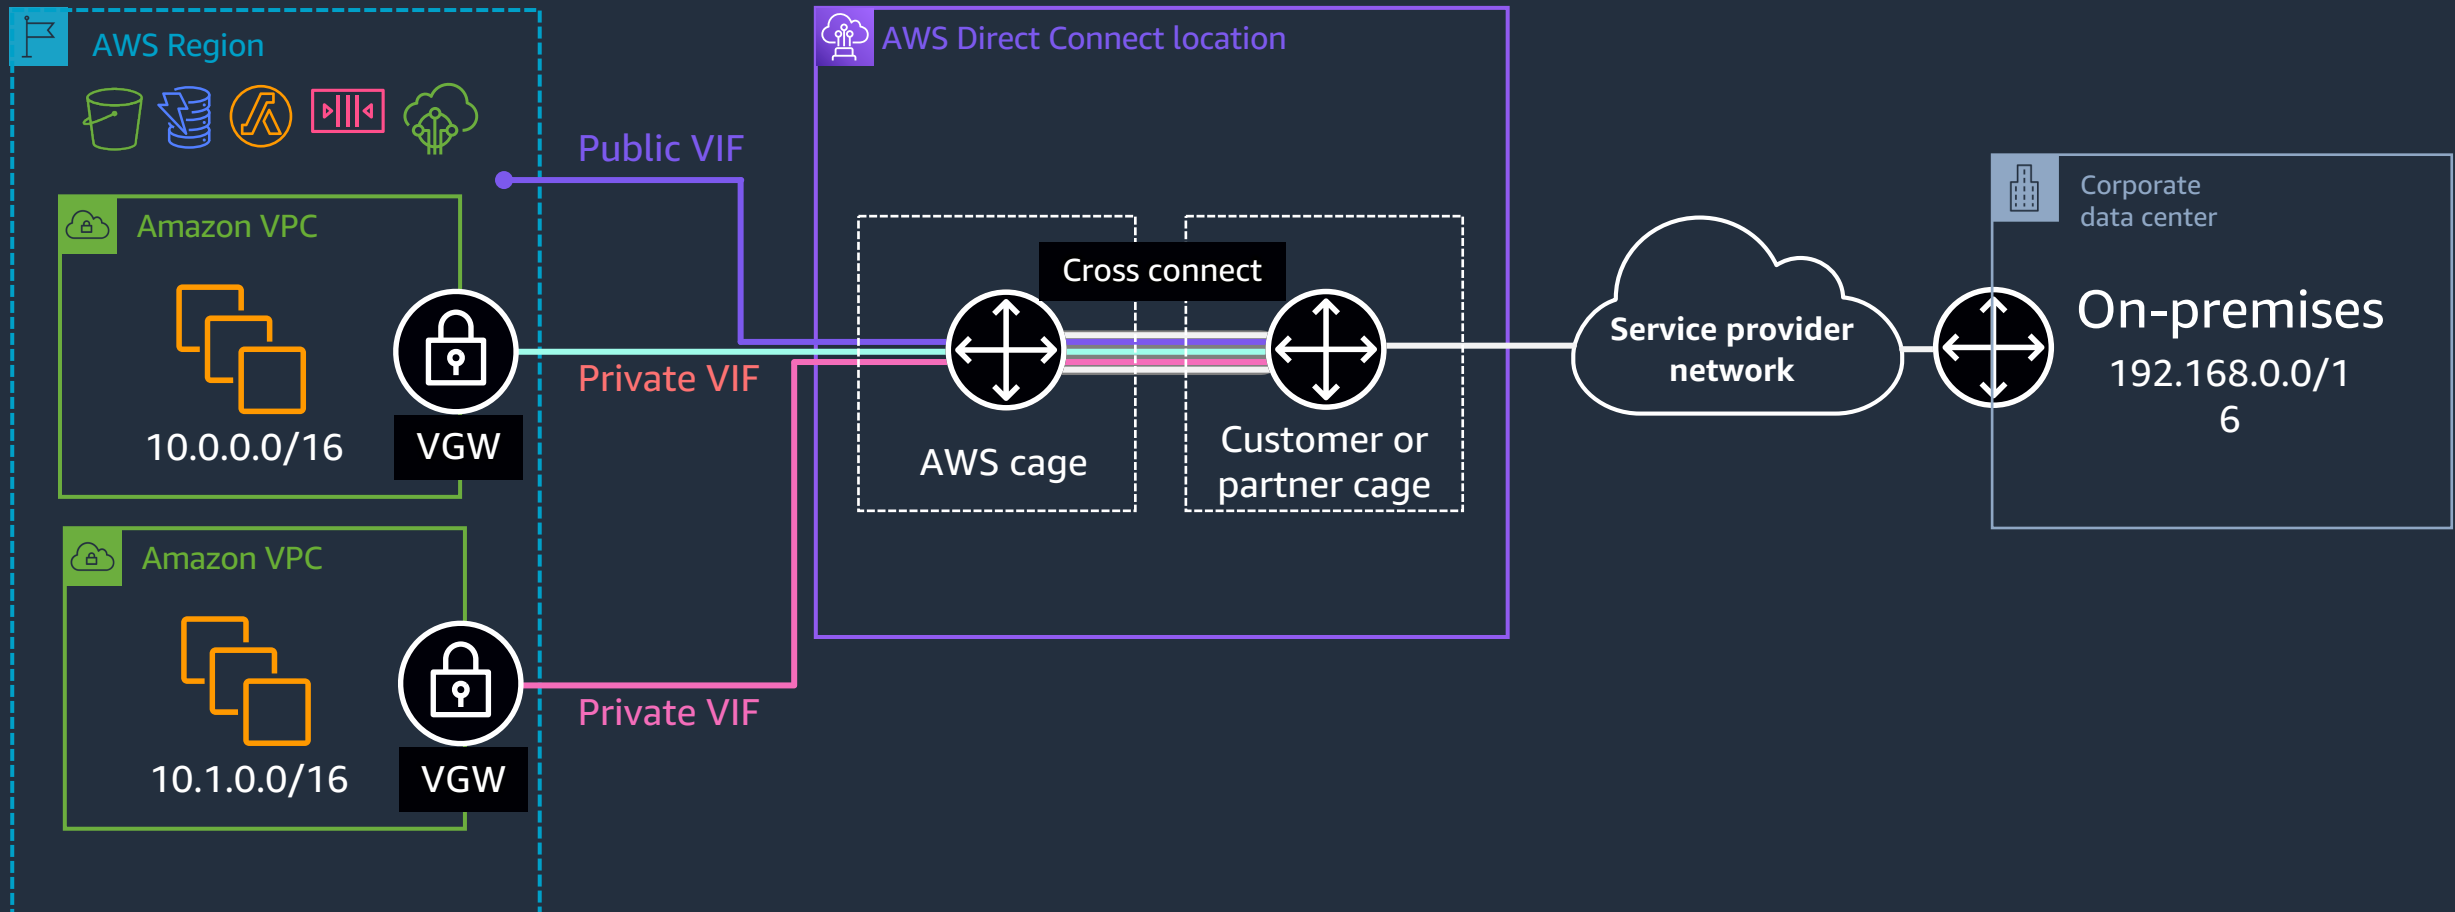 AWS Region
AWS Direct Connect location
Public VIF
Corporate
data center
Amazon VPC
Cross connect
On-premises
192.168.0.0/1
6
Service provider
network
Private VIF
10.0.0.0/16
VGW
AWS cage
Customer or
partner cage
Amazon VPC
Private VIF
10.1.0.0/16
VGW